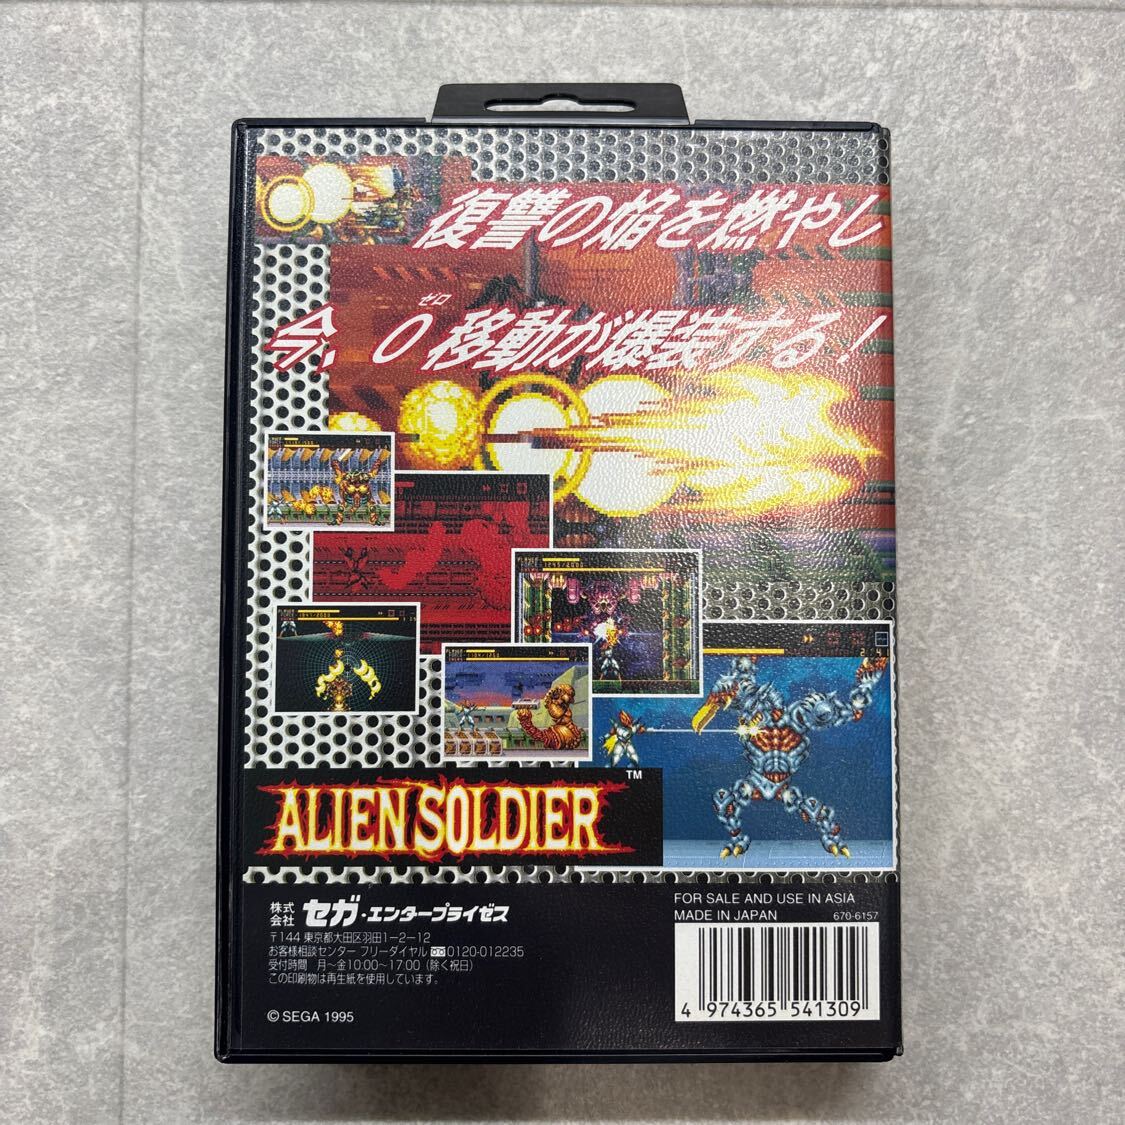 復讐の焔を燃やし
ゼロ
今、0移動が爆装する！
ALIEN SOLDIER™
株式会社 セガ・エンタープライゼス
〒144 東京都大田区羽田1-2-12
お客様相談センター フリーダイヤル 0120-012235
受付時間 月～金10:00～17:00（除く祝日）
この印刷物は再生紙を使用しています。
© SEGA 1995
FOR SALE AND USE IN ASIA
MADE IN JAPAN 670-6157
4 974365 541309